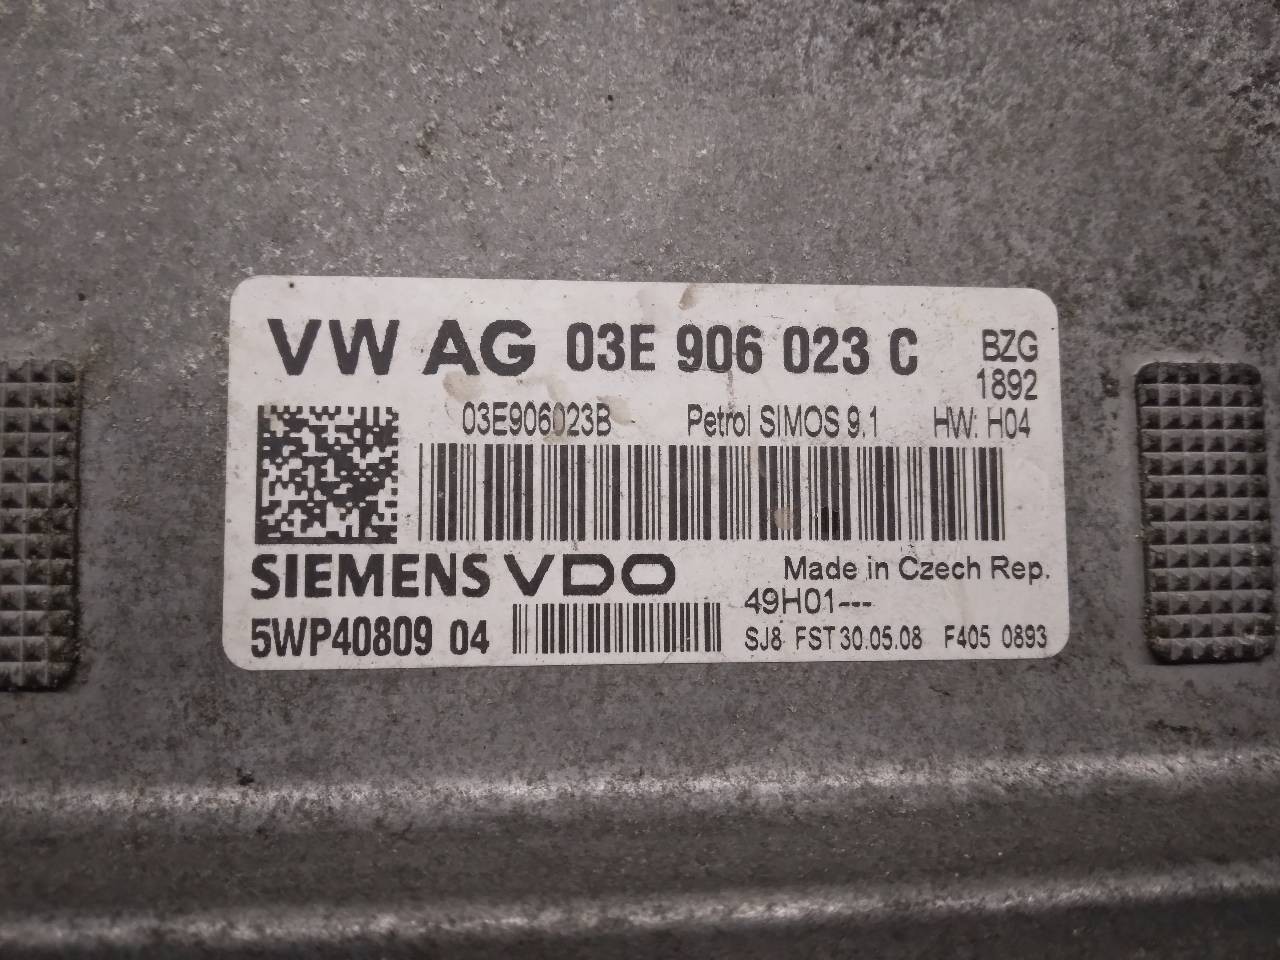 VW AG 03E 906 023 C BZG
1892
03E906023B Petrol SIMOS 9.1 HW: H04
SIEMENS VDO Made in Czech Rep.
49H01---
5WP40809 04 SJ8 FST 30.05.08 F405 0893